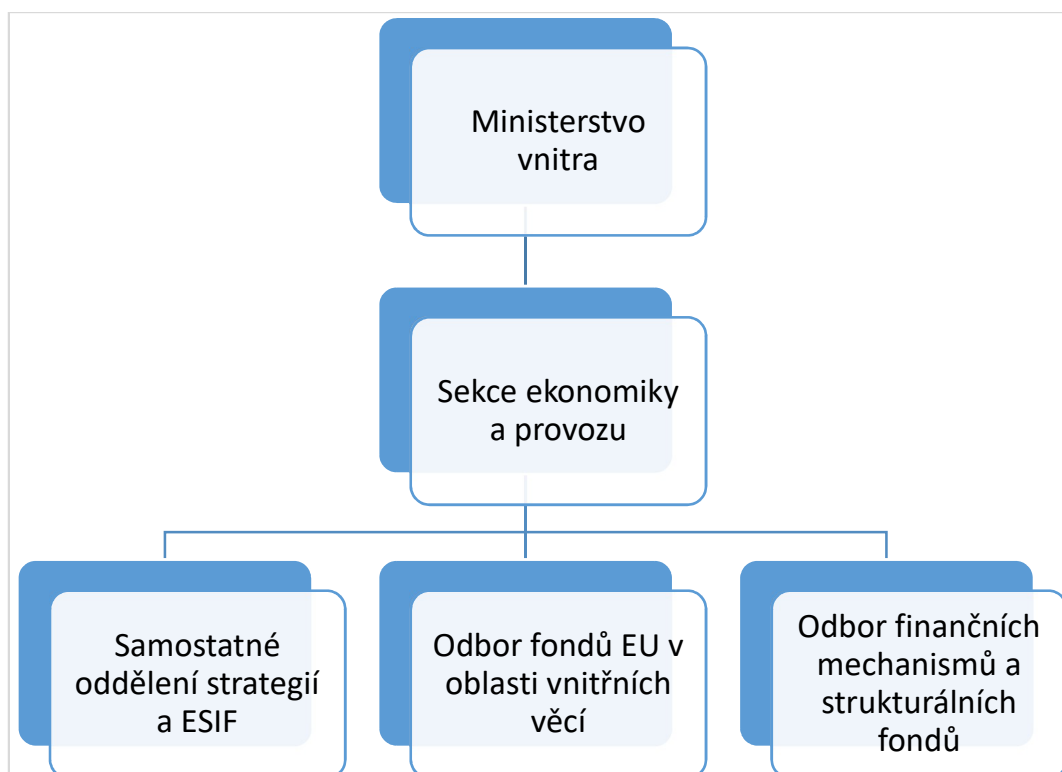 Ministerstvo
vnitra
Sekce ekonomiky
a provozu
Samostatné
oddělení strategií
a ESIF
Odbor fondů EU v
oblasti vnitřních
věcí
Odbor finančních
mechanismů a
strukturálních
fondů